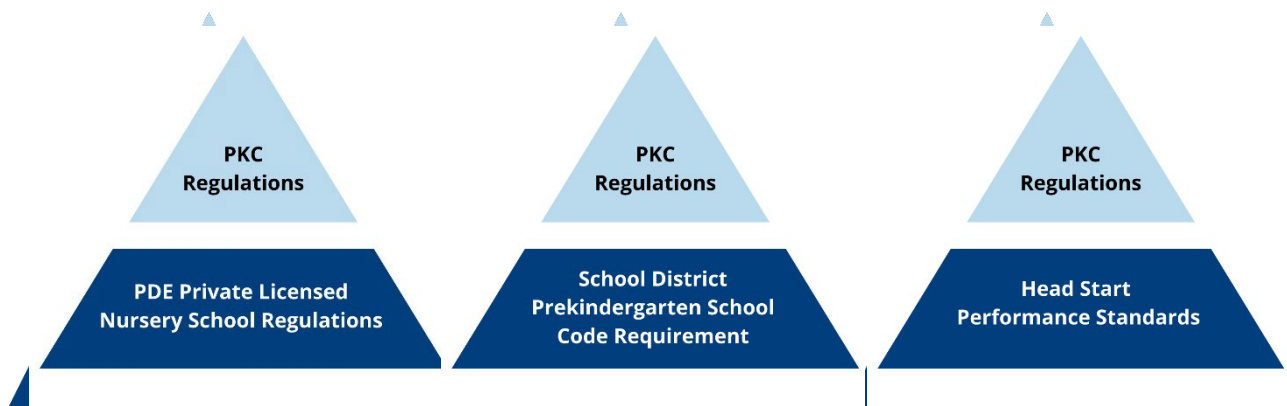 PKC
Regulations
PDE Private Licensed
Nursery School Regulations
PKC
Regulations
School District
Prekindergarten School
Code Requirement
PKC
Regulations
Head Start
Performance Standards